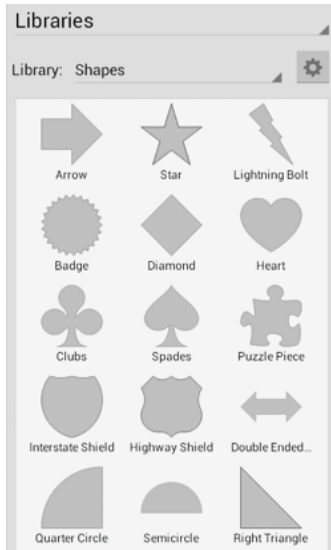 Libraries
Library: Shapes
Arrow Star Lightning Bolt
Badge Diamond Heart
Clubs Spades Puzzle Piece
Interstate Shield Highway Shield Double Ended...
Quarter Circle Semicircle Right Triangle